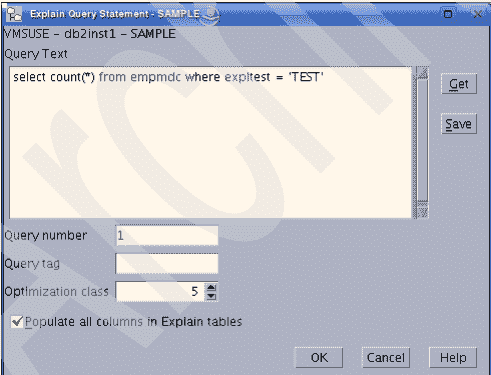 Explain Query Statement - SAMPLE
VMSUSE - db2inst1 - SAMPLE
Query Text
select count(*) from empmdc where expltest = 'TEST'
Get
Save
Query number 1
Query tag
Optimization class 5
Populate all columns in Explain tables
OK Cancel Help